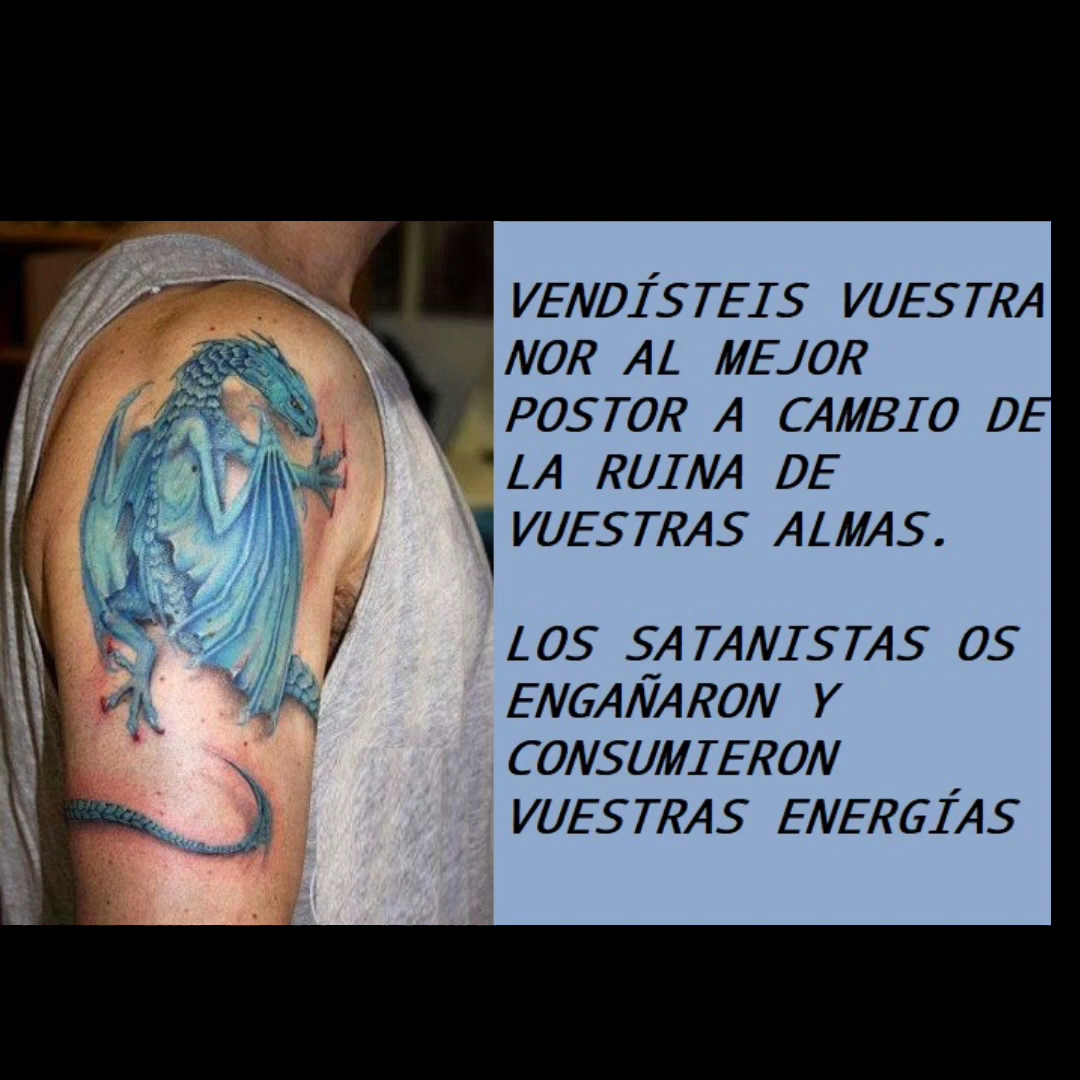 VENDÍSTEIS VUESTRA
NOR AL MEJOR
POSTOR A CAMBIO DE
LA RUINA DE
VUESTRAS ALMAS.
LOS SATANISTAS OS
ENGAÑARON Y
CONSUMIERON
VUESTRAS ENERGÍAS